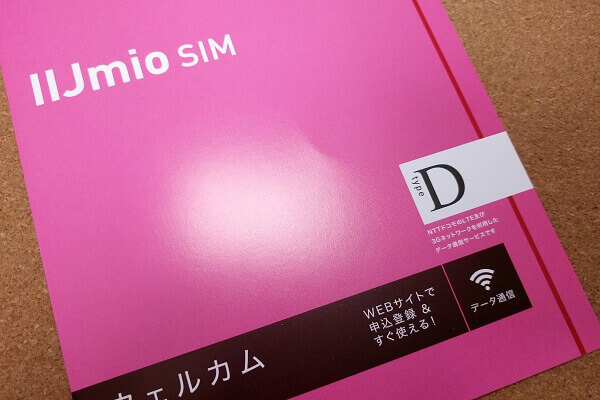 IIJmio SIM
type D
NTTドコモのLTE及び
3Gネットワークを利用した
データ通信サービスです
WEBサイトで
申込登録 &
すぐ使える!
データ通信
ウェルカム